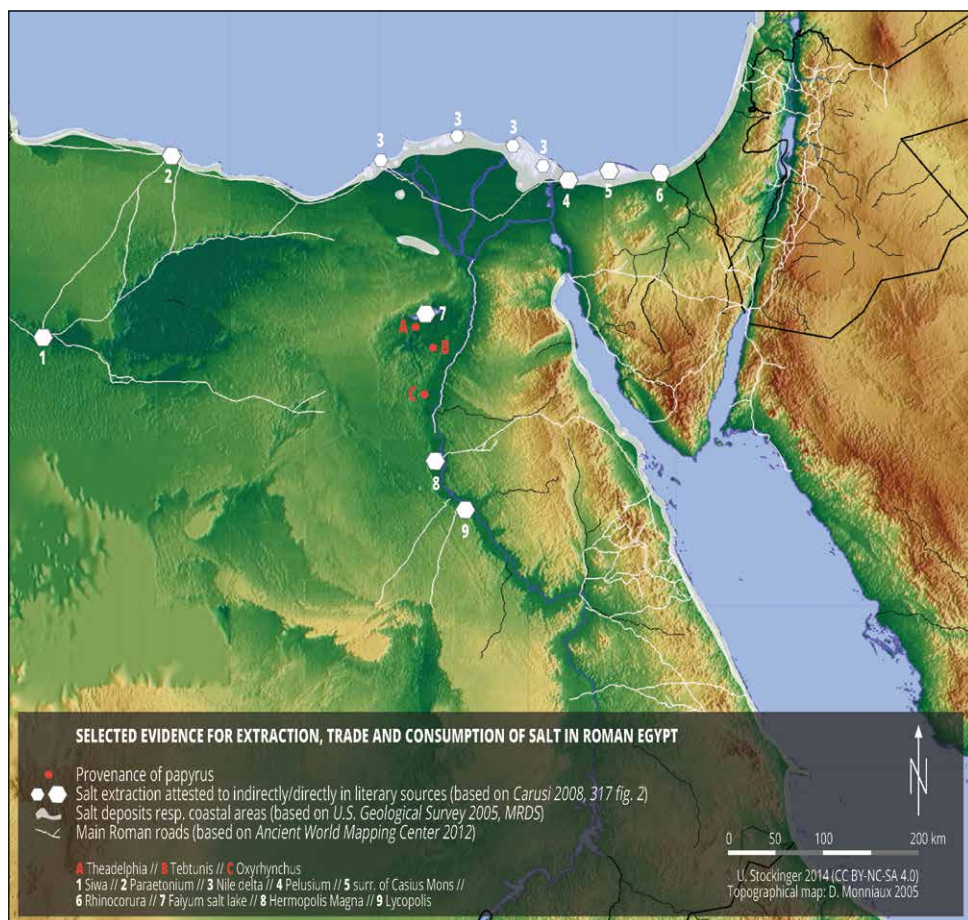 3
3
3
3
2
4
5
6
1
7
A
B
C
8
9
SELECTED EVIDENCE FOR EXTRACTION, TRADE AND CONSUMPTION OF SALT IN ROMAN EGYPT
Provenance of papyrus
Salt extraction attested to indirectly/directly in literary sources (based on Carusi 2008, 317 fig. 2)
Salt deposits resp. coastal areas (based on U.S. Geological Survey 2005, MRDS)
Main Roman roads (based on Ancient World Mapping Center 2012)
A Theadelphia // B Tebtunis // C Oxyrhynchus
1 Siwa // 2 Paraetonium // 3 Nile delta // 4 Pelusium // 5 surr. of Casius Mons //
6 Rhinocorura // 7 Faiyum salt lake // 8 Hermopolis Magna // 9 Lycopolis
N
0 50 100 200 km
U. Stockinger 2014 (CC BY-NC-SA 4.0)
Topographical map: D. Monniaux 2005